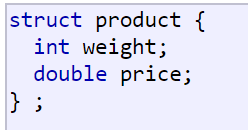 struct product {
  int weight;
  double price;
} ;